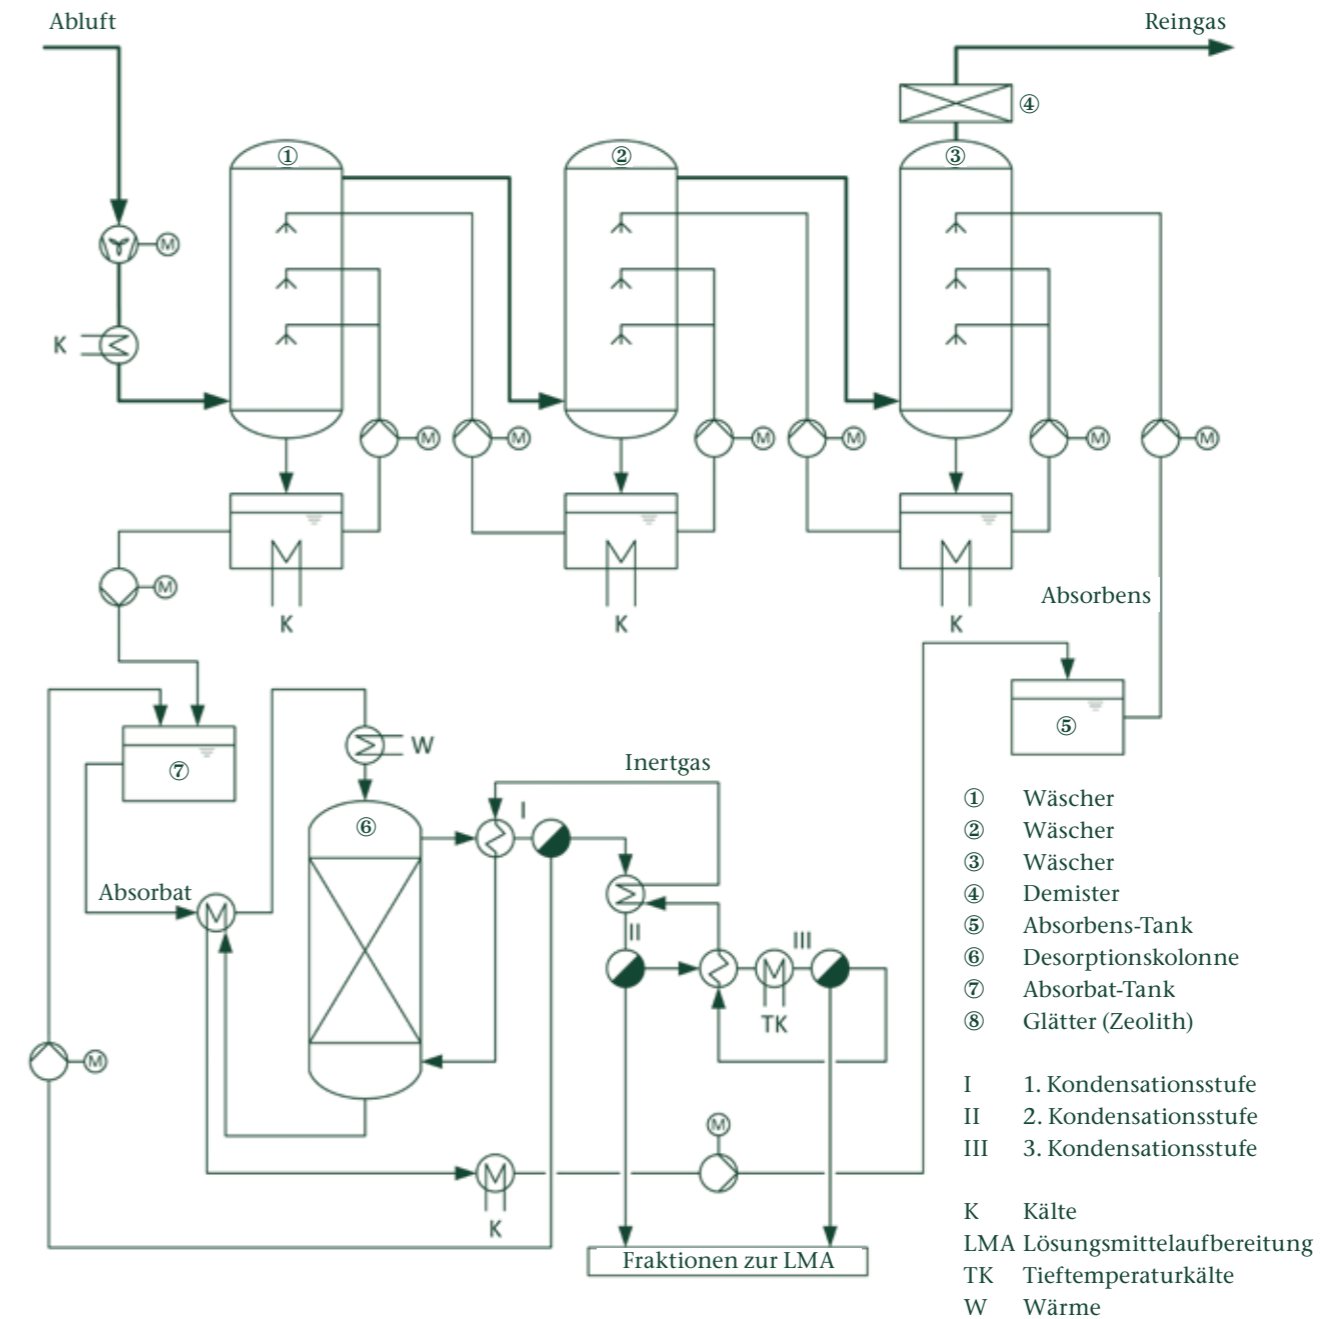 Abluft
Reingas
④
①
②
③
M
K
M
M
M
M
M
M
M
K
K
K
Absorbens
⑤
⑦
W
Inertgas
⑥
I
Absorbat
II
III
TK
M
M
K
Fraktionen zur LMA
① Wäscher
② Wäscher
③ Wäscher
④ Demister
⑤ Absorbens-Tank
⑥ Desorptionskolonne
⑦ Absorbat-Tank
⑧ Glätter (Zeolith)
I 1. Kondensationsstufe
II 2. Kondensationsstufe
III 3. Kondensationsstufe
K Kälte
LMA Lösungsmittelaufbereitung
TK Tieftemperaturkälte
W Wärme